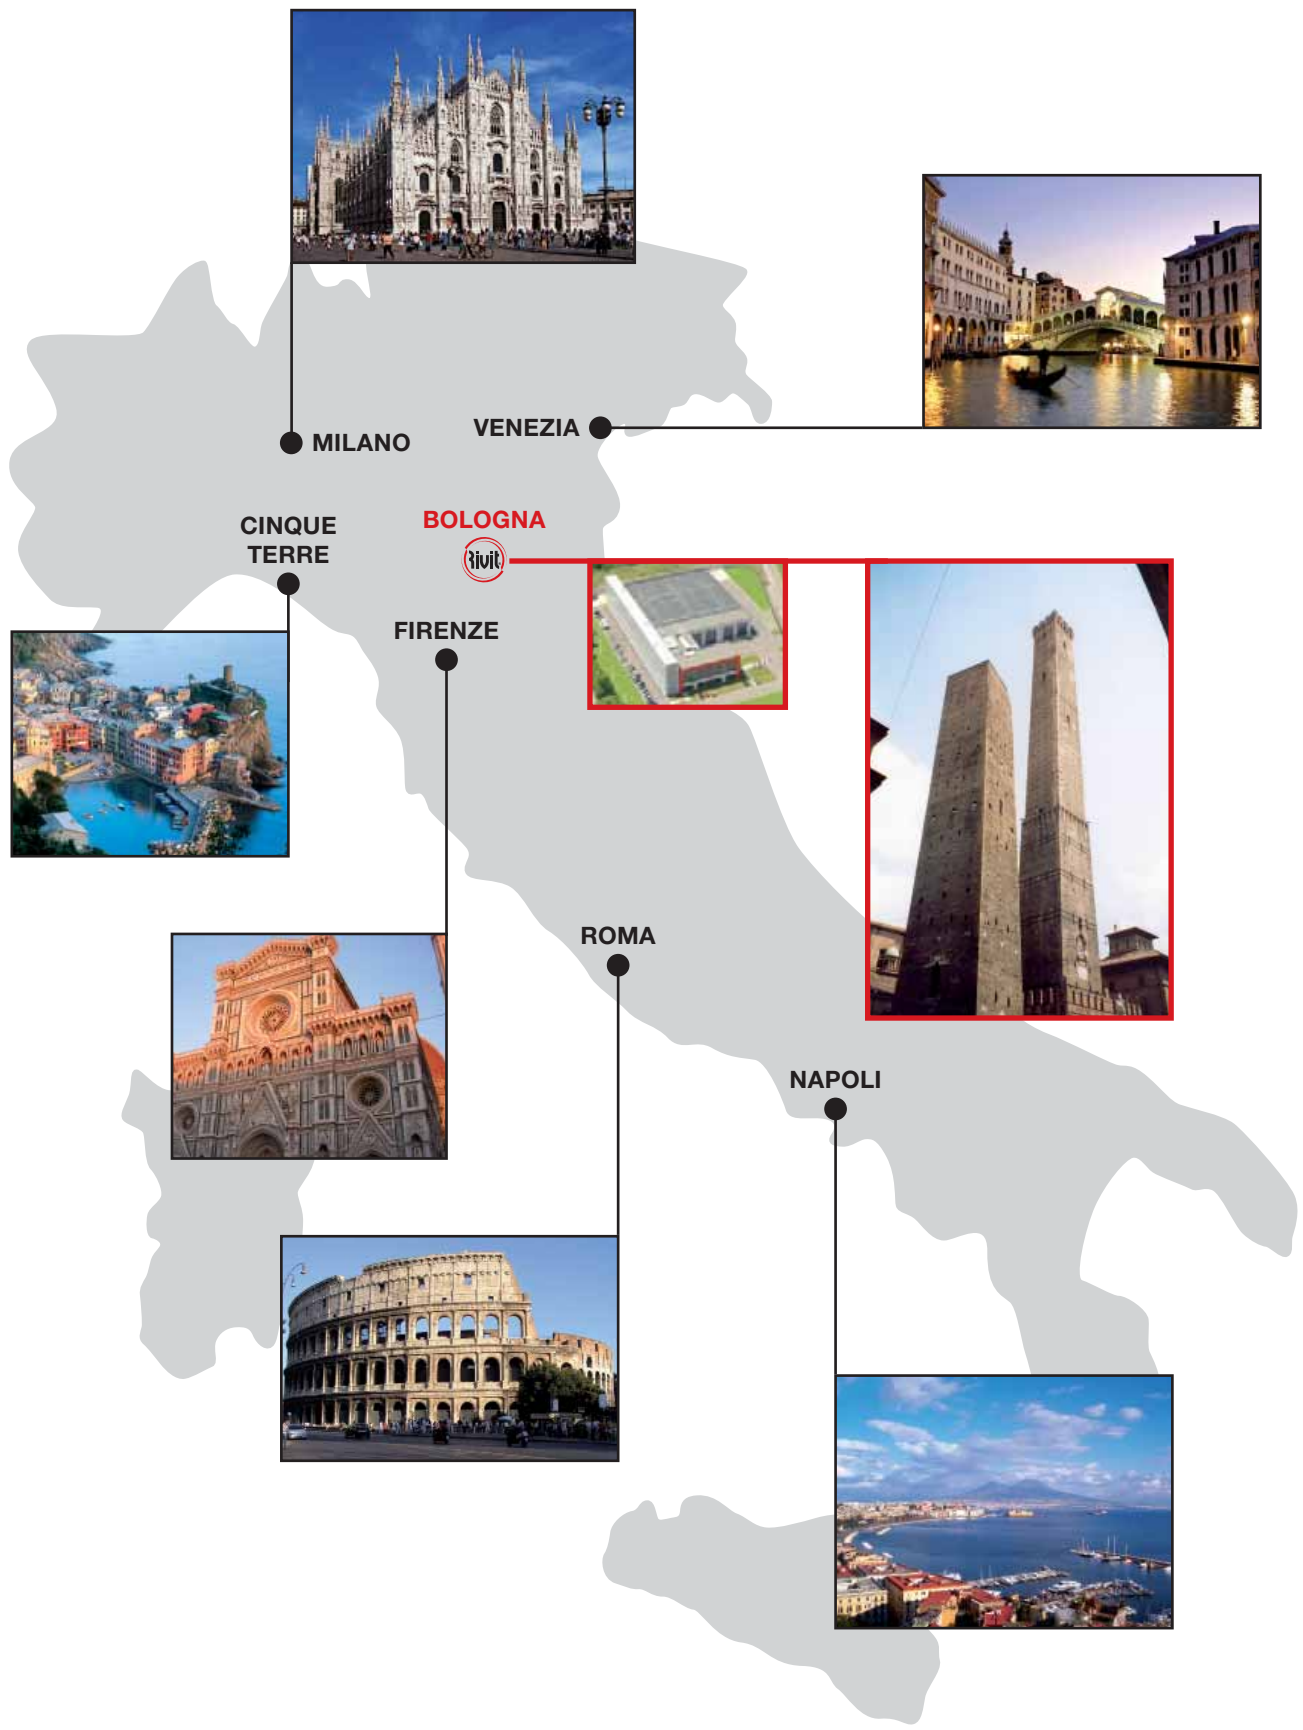 MILANO
VENEZIA
CINQUE
TERRE
BOLOGNA
Rivit
FIRENZE
ROMA
NAPOLI